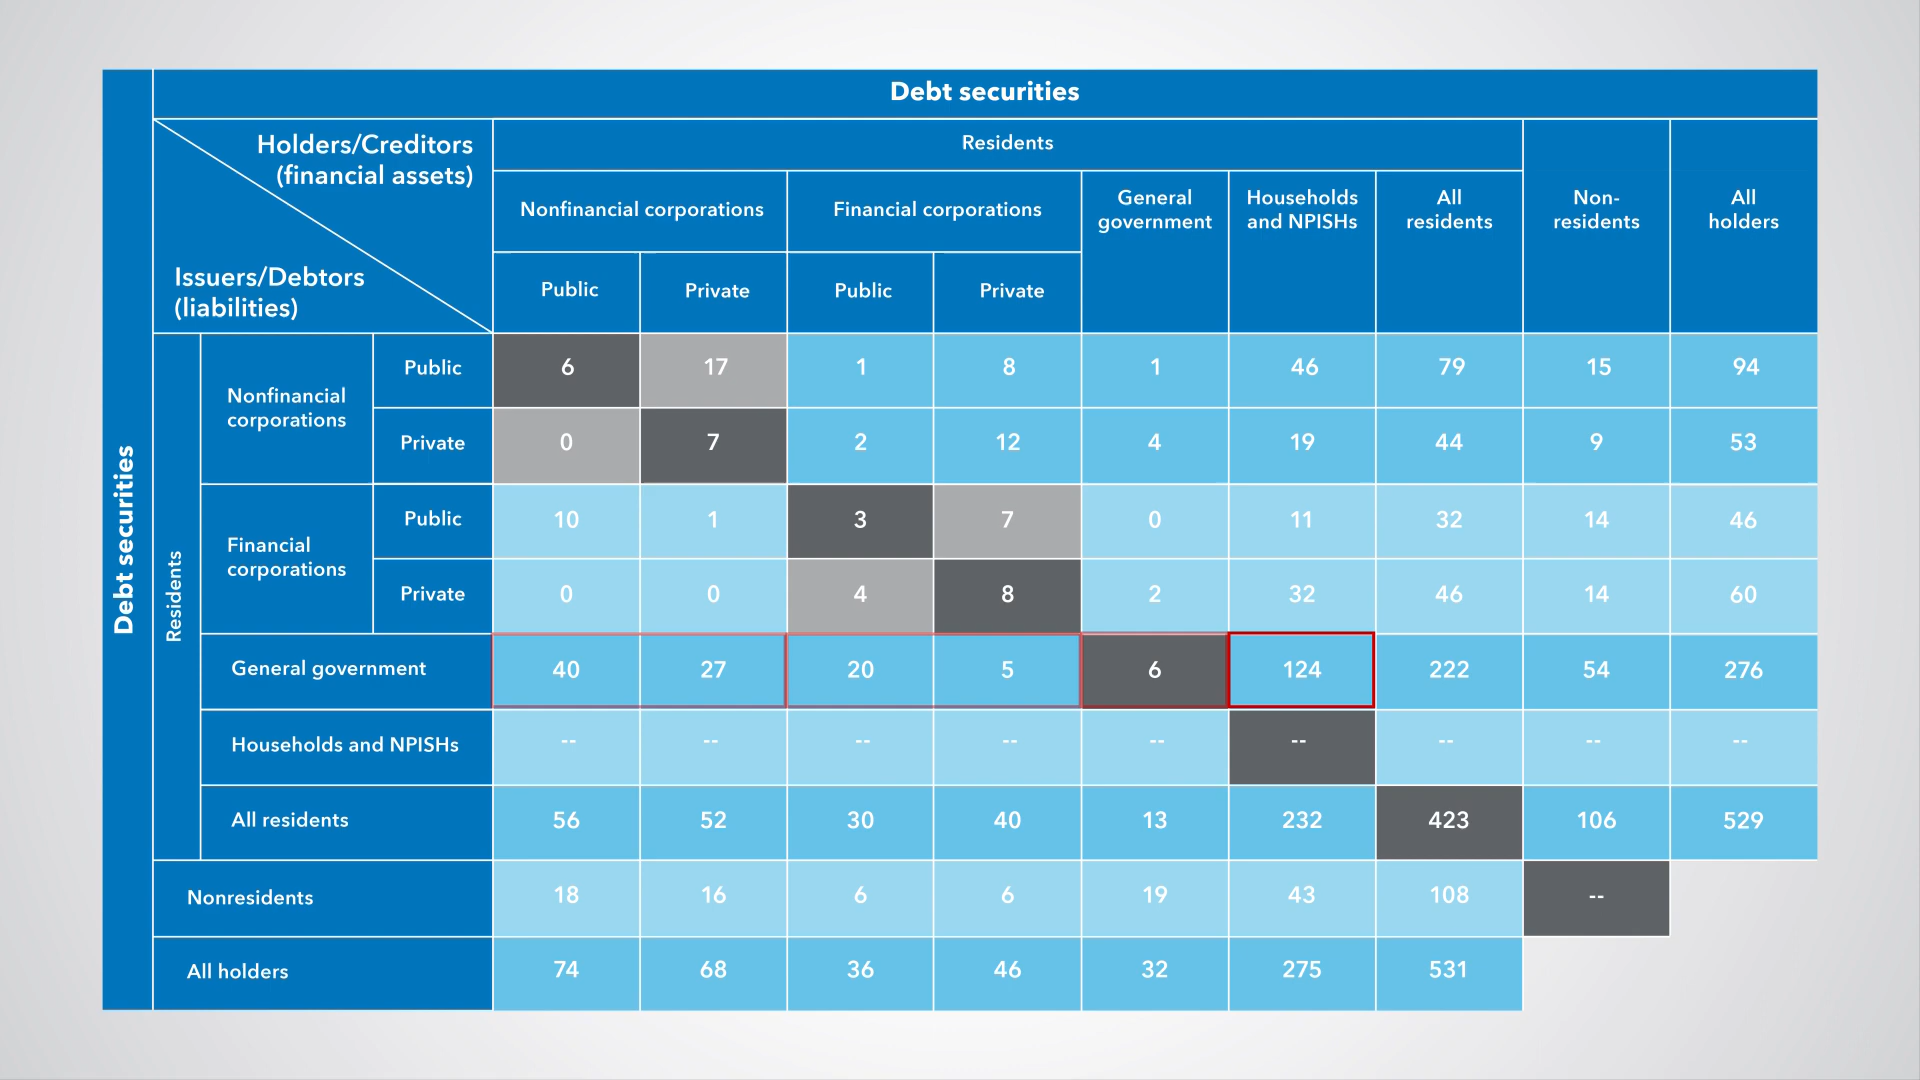 Debt securities
Holders/Creditors
(financial assets)
Issuers/Debtors
(liabilities)
Residents
Nonfinancial corporations
Financial corporations
General
government
Households
and NPISHs
All
residents
Non-
residents
All
holders
Public
Private
Public
Private
Debt securities
Residents
Nonfinancial
corporations
Public 6 17 1 8 1 46 79 15 94
Private 0 7 2 12 4 19 44 9 53
Financial
corporations
Public 10 1 3 7 0 11 32 14 46
Private 0 0 4 8 2 32 46 14 60
General government 40 27 20 5 6 124 222 54 276
Households and NPISHs -- -- -- -- -- -- -- -- --
All residents 56 52 30 40 13 232 423 106 529
Nonresidents 18 16 6 6 19 43 108 --
All holders 74 68 36 46 32 275 531